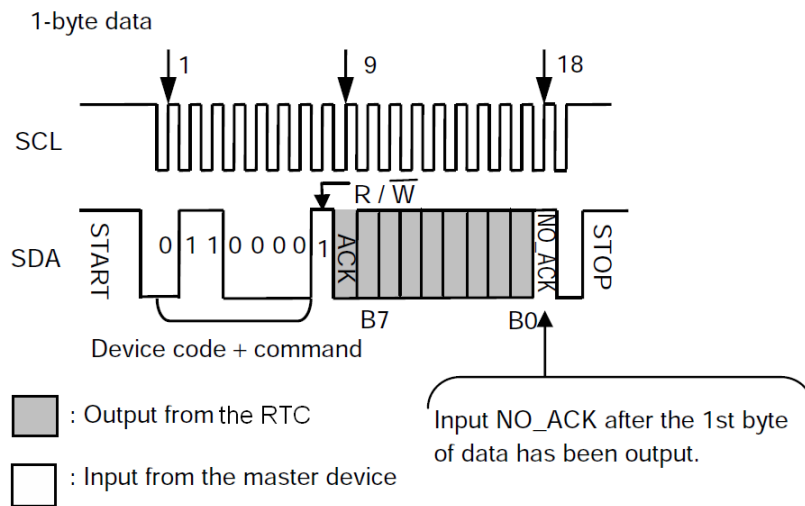 1-byte data
1
9
18
SCL
R / W
SDA
START
0 1 1 0 0 0 0 1
ACK
NO_ACK
STOP
B7
B0
Device code + command
: Output from the RTC
: Input from the master device
Input NO_ACK after the 1st byte
of data has been output.